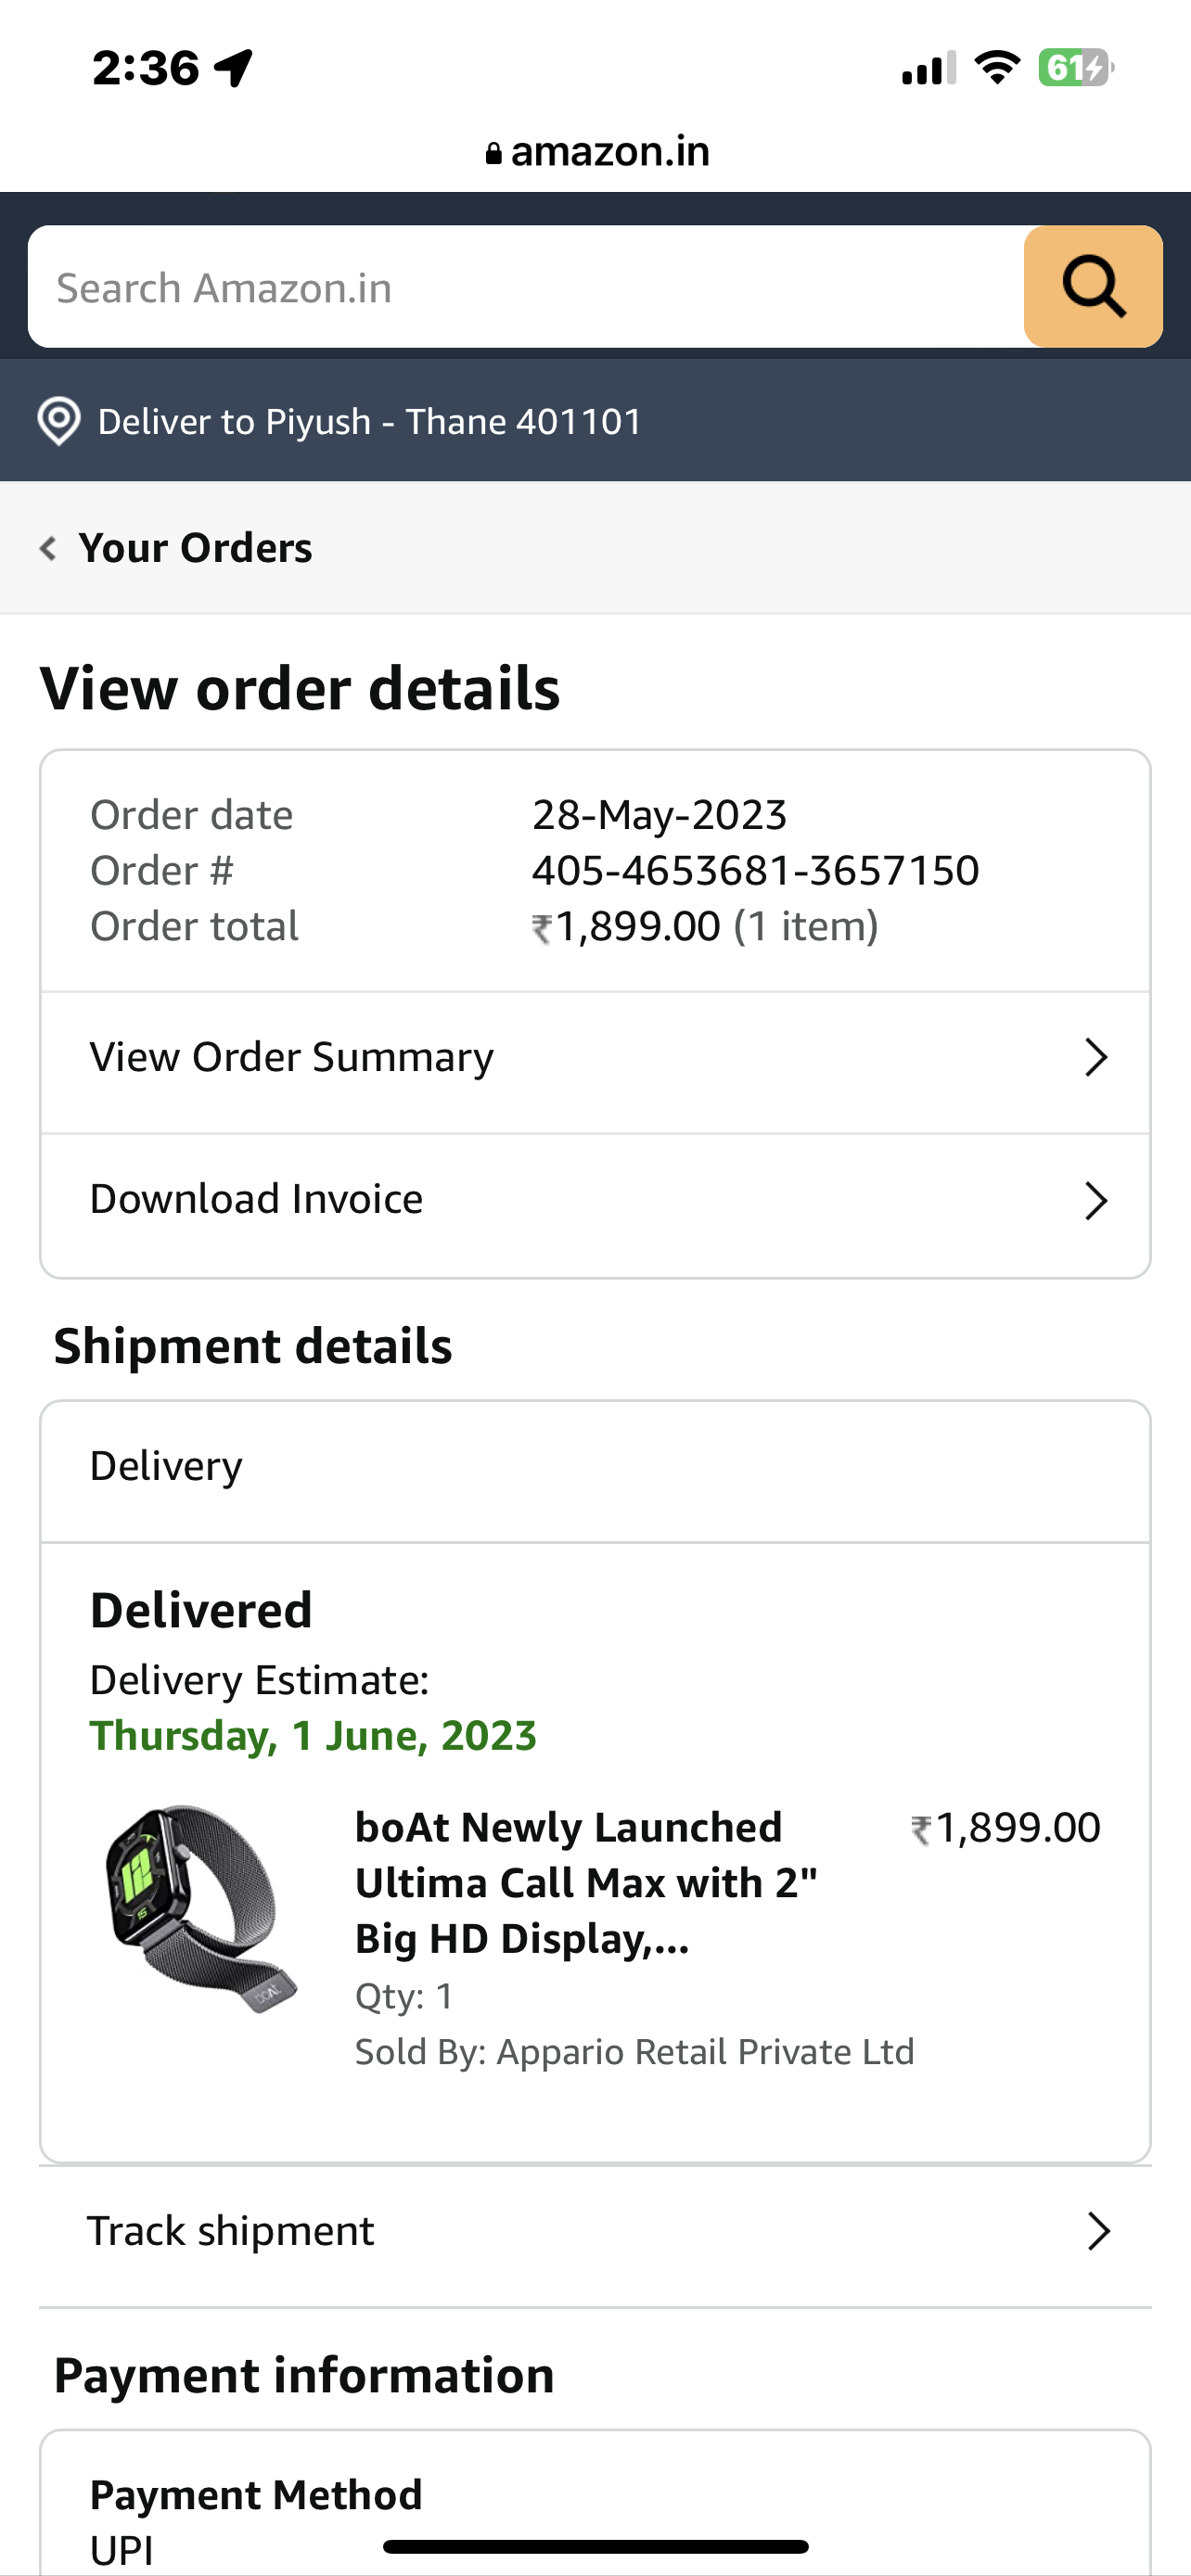 2:36
61
amazon.in
Search Amazon.in
Deliver to Piyush - Thane 401101
Your Orders
View order details
Order date 28-May-2023
Order # 405-4653681-3657150
Order total ₹1,899.00 (1 item)
View Order Summary
Download Invoice
Shipment details
Delivery
Delivered
Delivery Estimate:
Thursday, 1 June, 2023
boAt Newly Launched ₹1,899.00
Ultima Call Max with 2"
Big HD Display,...
Qty: 1
Sold By: Appario Retail Private Ltd
12
15
boAt
Track shipment
Payment information
Payment Method
UPI